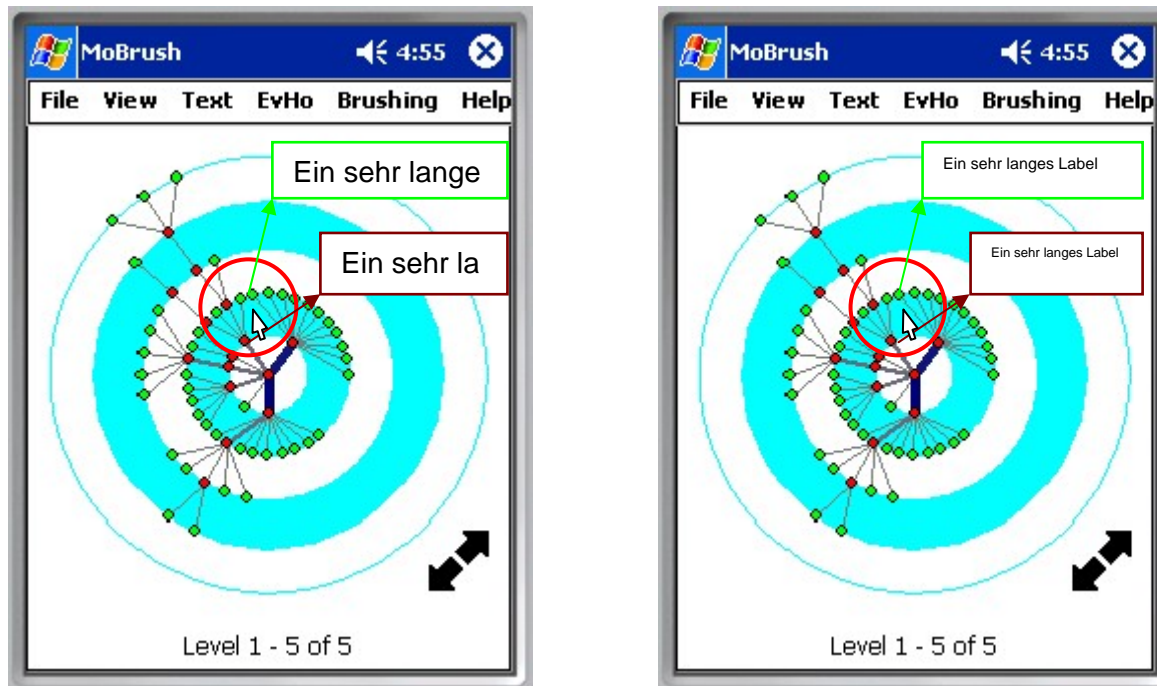 MoBrush 4:55
File View Text EvHo Brushing Help
Ein sehr lange
Ein sehr la
Level 1 - 5 of 5
MoBrush 4:55
File View Text EvHo Brushing Help
Ein sehr langes Label
Ein sehr langes Label
Level 1 - 5 of 5